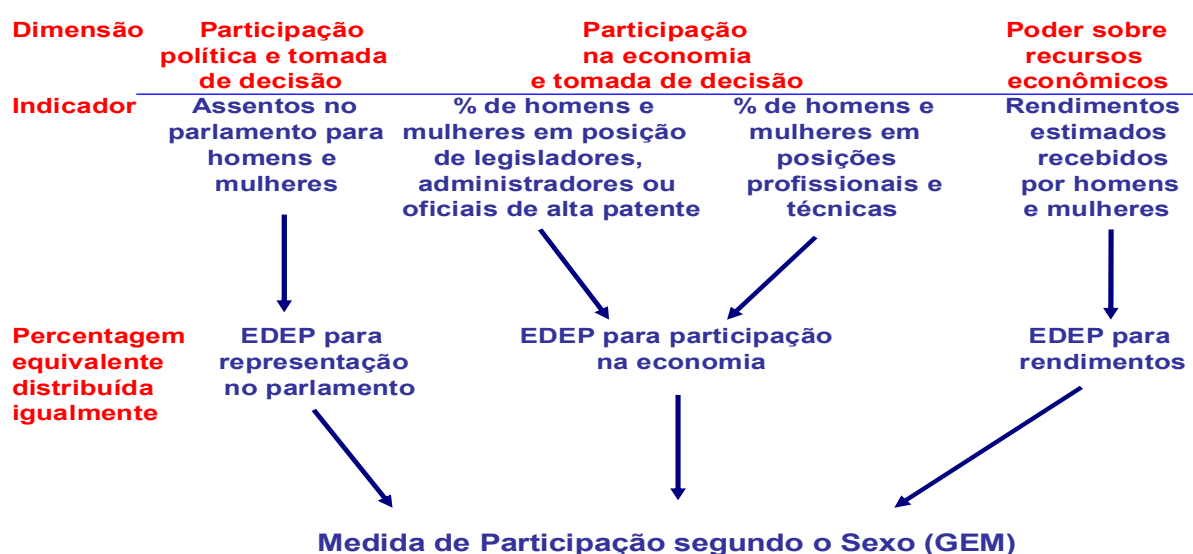 Dimensão
Participação
política e tomada
de decisão
Participação
na economia
e tomada de decisão
Poder sobre
recursos
econômicos
Indicador
Assentos no
parlamento para
homens e
mulheres
% de homens e
mulheres em posição
de legisladores,
administradores ou
oficiais de alta patente
% de homens e
mulheres em
posições
profissionais e
técnicas
Rendimentos
estimados
recebidos
por homens
e mulheres
Percentagem
equivalente
distribuída
igualmente
EDEP para
representação
no parlamento
EDEP para participação
na economia
EDEP para
rendimentos
Medida de Participação segundo o Sexo (GEM)